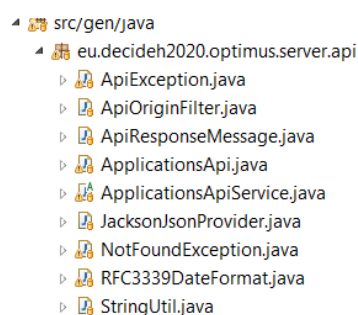 src/gen/java
eu.decideh2020.optimus.server.api
ApiException.java
ApiOriginFilter.java
ApiResponseMessage.java
ApplicationsApi.java
ApplicationsApiService.java
JacksonJsonProvider.java
NotFoundException.java
RFC3339DateFormat.java
StringUtil.java